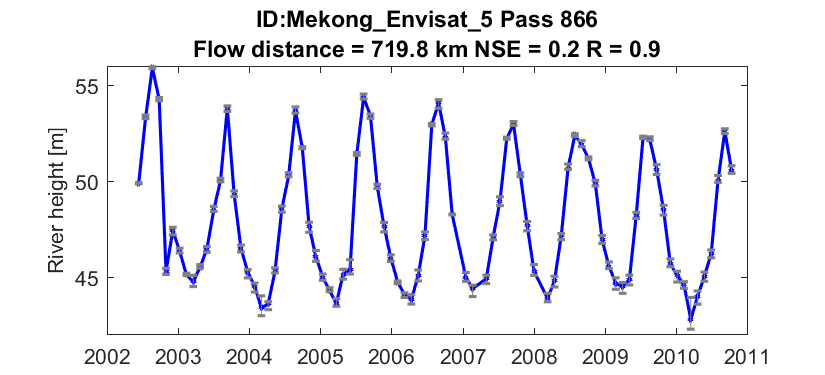 ID:Mekong_Envisat_5 Pass 866
Flow distance = 719.8 km NSE = 0.2 R = 0.9
River height [m]
55
50
45
2002 2003 2004 2005 2006 2007 2008 2009 2010 2011